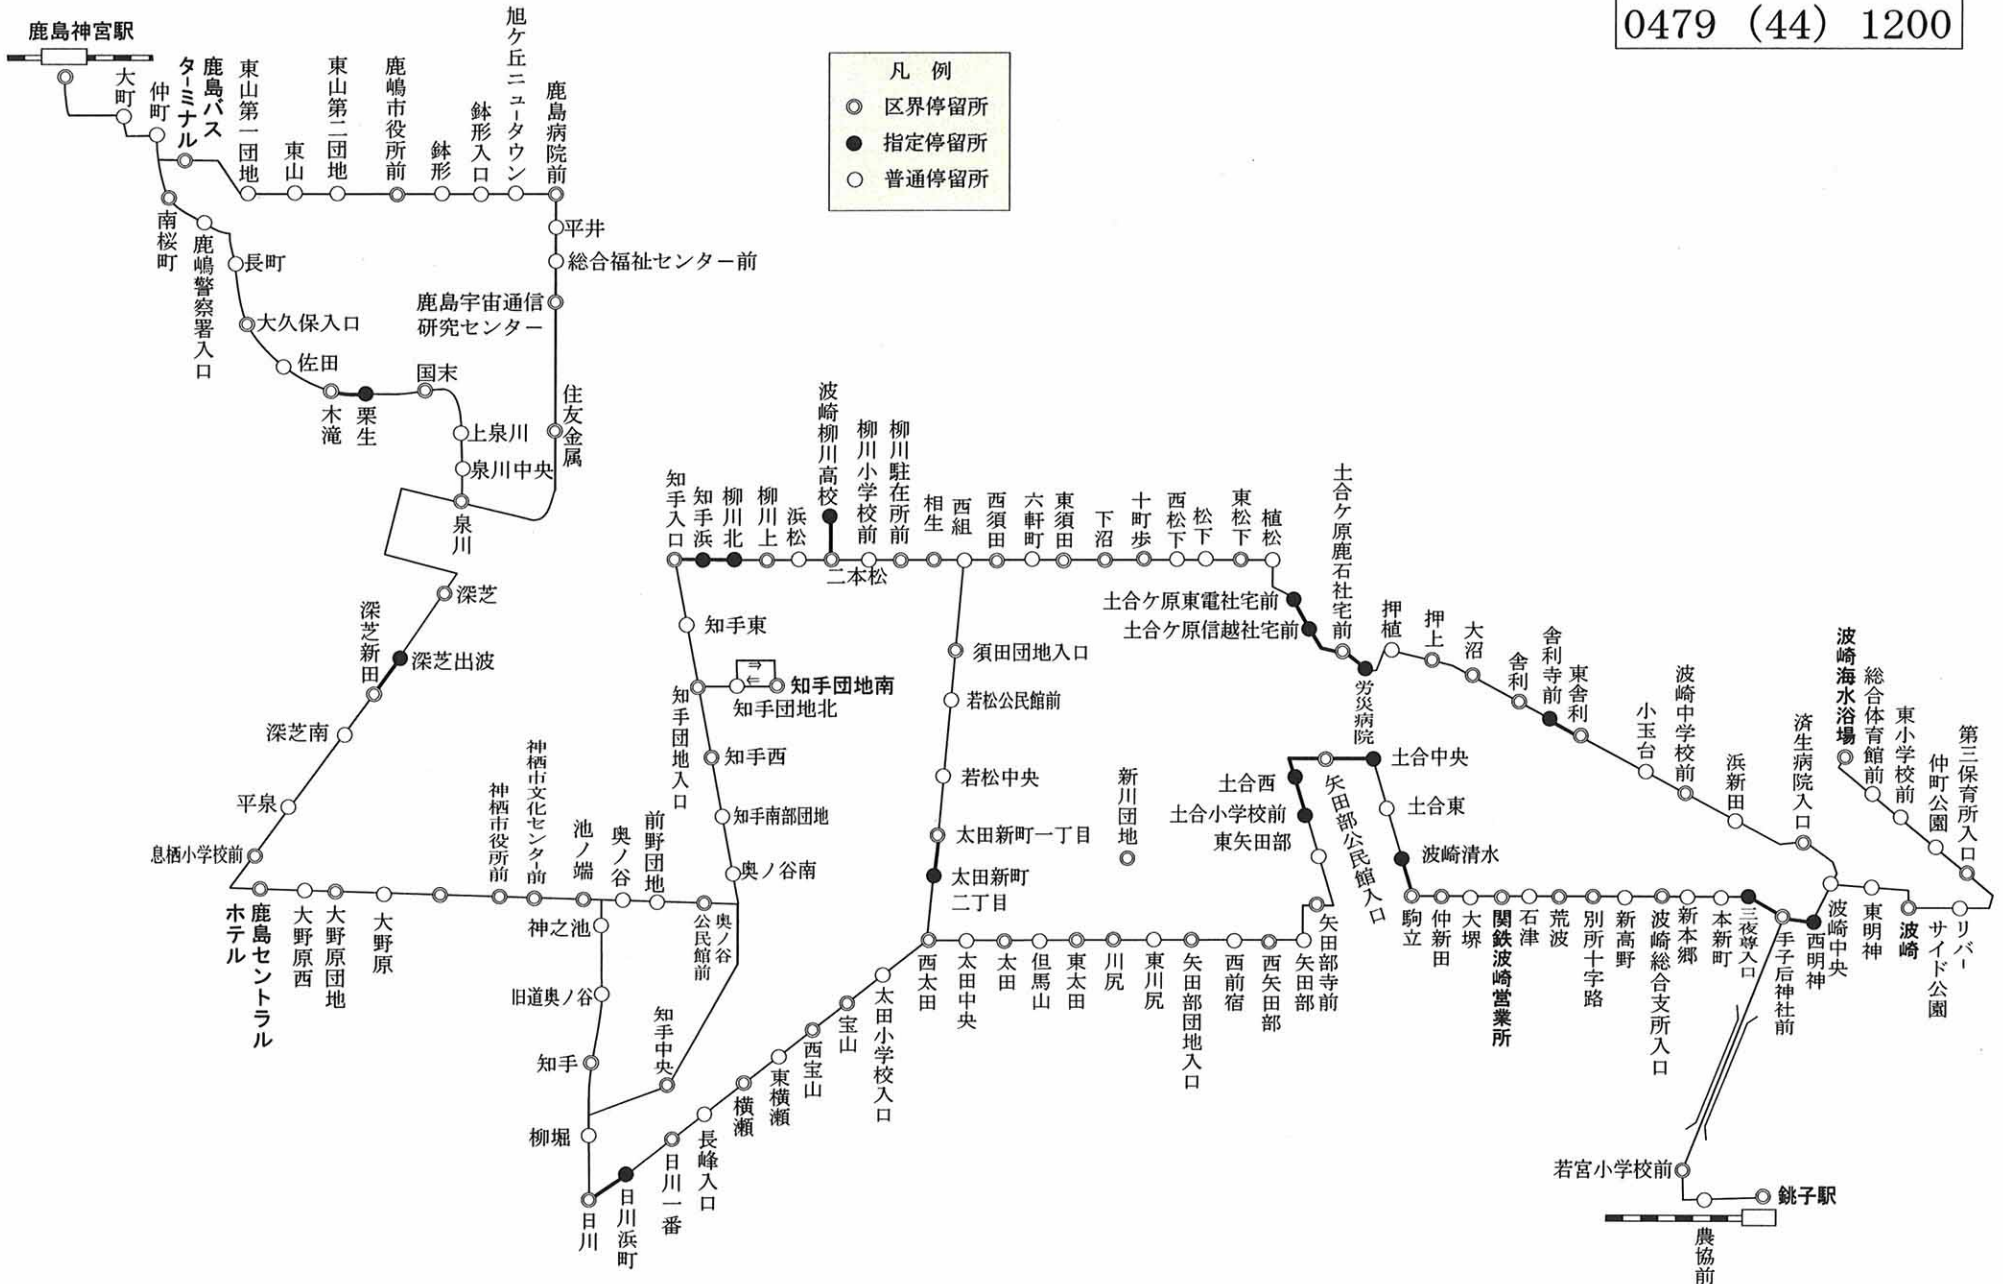 0479 (44) 1200
凡例
区界停留所
指定停留所
普通停留所
鹿島神宮駅
大町
仲町
鹿島バス
ターミナル
東山第一団地
東山
東山第二団地
鹿嶋市役所前
鉢形
鉢形入口
旭ケ丘ニュータウン
鹿島病院前
平井
総合福祉センター前
鹿島宇宙通信
研究センター
住友金属
南桜町
鹿嶋警察署入口
長町
大久保入口
佐田
木滝
栗生
国末
上泉川
泉川中央
泉川
深芝
深芝出波
深芝新田
深芝南
平泉
息栖小学校前
鹿島セントラル
ホテル
大野原西
大野原団地
大野原
神栖市役所前
神栖市文化センター前
池ノ端
奥ノ谷
前野団地
奥ノ谷
公民館前
神之池
旧道奥ノ谷
知手
知手中央
柳堀
日川
日川浜町
日川一番
長峰入口
横瀬
東横瀬
西宝山
宝山
太田小学校入口
西太田
知手入口
知手浜
柳川北
柳川上
浜松
波崎柳川高校
二本松
柳川小学校前
柳川駐在所前
相生
西組
西須田
六軒町
東須田
下沼
十町歩
西松下
松下
東松下
植松
知手東
知手団地入口
知手団地南
⇒
⇐
知手団地北
知手西
知手南部団地
奥ノ谷南
須田団地入口
若松公民館前
若松中央
太田新町一丁目
太田新町
二丁目
新川団地
太田中央
太田
但馬山
東太田
川尻
東川尻
矢田部団地入口
西前宿
西矢田部
矢田部
矢田部寺前
東矢田部
土合小学校前
土合西
矢田部公民館入口
土合中央
土合東
波崎清水
駒立
仲新田
大堺
関鉄波崎営業所
石津
荒波
別所十字路
新高野
波崎総合支所入口
新本郷
本新町
三夜尊入口
手子后神社前
西明神
波崎中央
東明神
波崎
サイド公園
リバー
土合ケ原東電社宅前
土合ケ原信越社宅前
土合ケ原鹿石社宅前
労災病院
押植
押上
大沼
舎利
舎利寺前
東舎利
小玉台
波崎中学校前
浜新田
済生病院入口
波崎海水浴場
総合体育館前
東小学校前
仲町公園
第三保育所入口
若宮小学校前
農協前
銚子駅